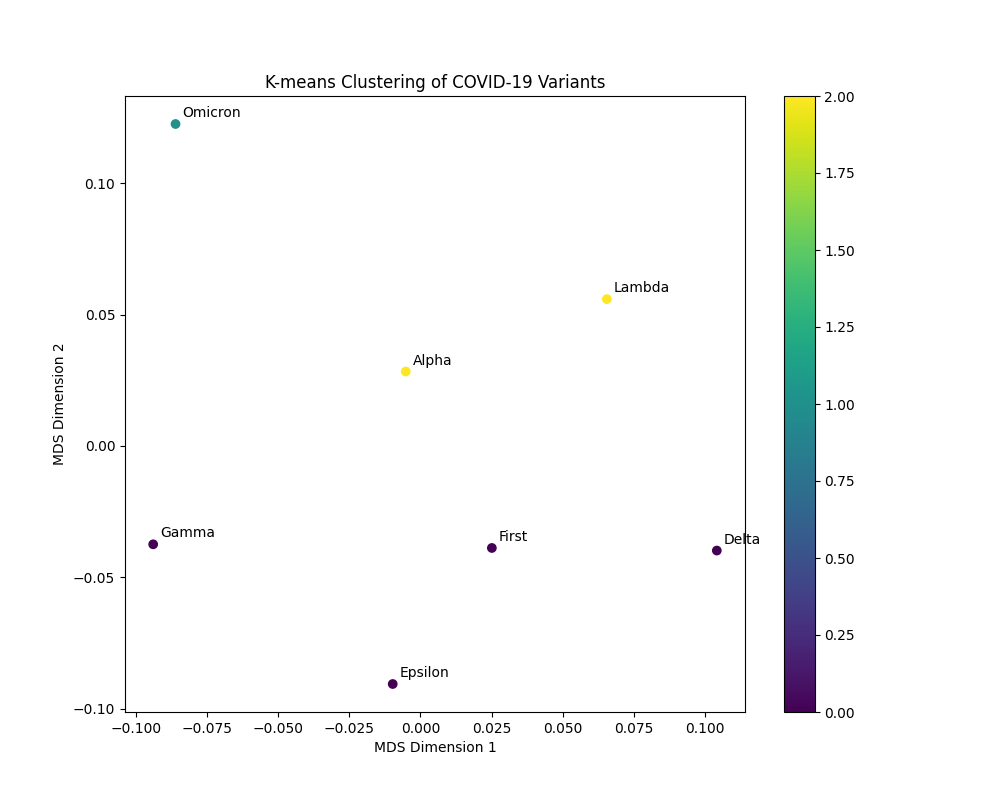 K-means Clustering of COVID-19 Variants
Omicron
Lambda
Alpha
Gamma
First
Delta
Epsilon
MDS Dimension 2
0.10
0.05
0.00
−0.05
−0.10
−0.100
−0.075
−0.050
−0.025
0.000
0.025
0.050
0.075
0.100
MDS Dimension 1
2.00
1.75
1.50
1.25
1.00
0.75
0.50
0.25
0.00